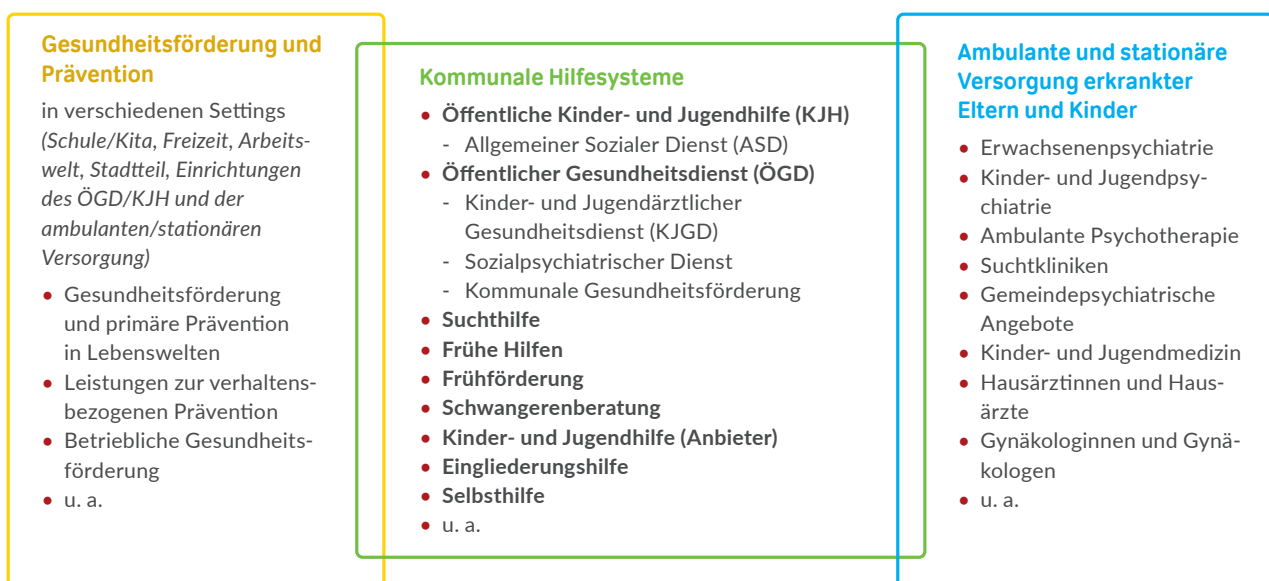 Gesundheitsförderung und
Prävention
in verschiedenen Settings
(Schule/Kita, Freizeit, Arbeits-
welt, Stadtteil, Einrichtungen
des ÖGD/KJH und der
ambulanten/stationären
Versorgung)
• Gesundheitsförderung
und primäre Prävention
in Lebenswelten
• Leistungen zur verhaltens-
bezogenen Prävention
• Betriebliche Gesundheits-
förderung
• u. a.
Kommunale Hilfesysteme
• Öffentliche Kinder- und Jugendhilfe (KJH)
- Allgemeiner Sozialer Dienst (ASD)
• Öffentlicher Gesundheitsdienst (ÖGD)
- Kinder- und Jugendärztlicher
Gesundheitsdienst (KJGD)
- Sozialpsychiatrischer Dienst
- Kommunale Gesundheitsförderung
• Suchthilfe
• Frühe Hilfen
• Frühförderung
• Schwangerenberatung
• Kinder- und Jugendhilfe (Anbieter)
• Eingliederungshilfe
• Selbsthilfe
• u. a.
Ambulante und stationäre
Versorgung erkrankter
Eltern und Kinder
• Erwachsenenpsychiatrie
• Kinder- und Jugendpsy-
chiatrie
• Ambulante Psychotherapie
• Suchtkliniken
• Gemeindepsychiatrische
Angebote
• Kinder- und Jugendmedizin
• Hausärztinnen und Haus-
ärzte
• Gynäkologinnen und Gynä-
kologen
• u. a.